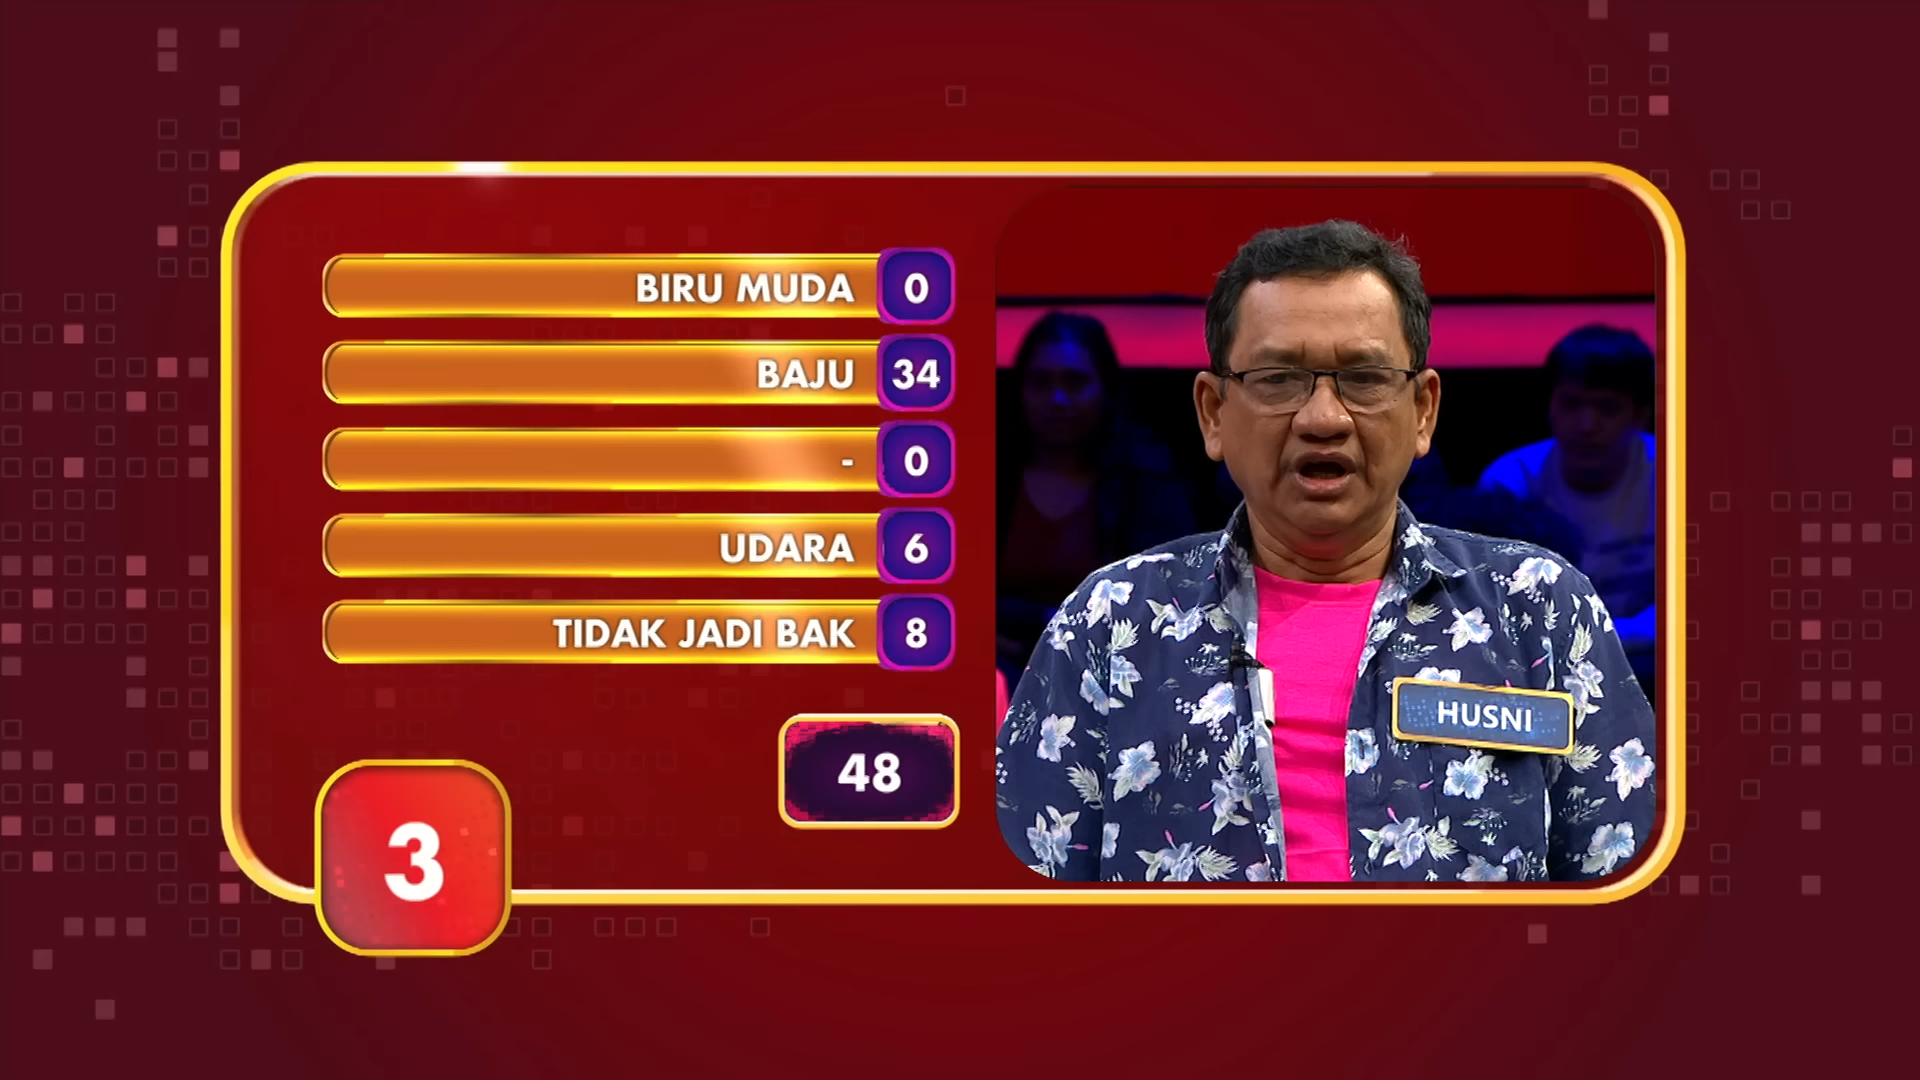 BIRU MUDA 0
BAJU 34
- 0
UDARA 6
TIDAK JADI BAK 8
48
3
HUSNI